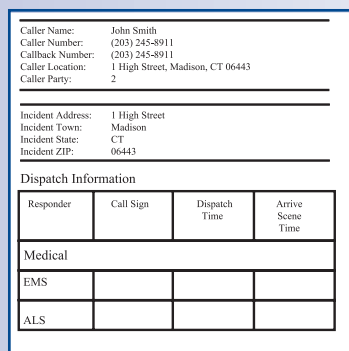 Caller Name: John Smith
Caller Number: (203) 245-8911
Callback Number: (203) 245-8911
Caller Location: 1 High Street, Madison, CT 06443
Caller Party: 2
Incident Address: 1 High Street
Incident Town: Madison
Incident State: CT
Incident ZIP: 06443
Dispatch Information
Responder Call Sign Dispatch Arrive
Time Scene
Time
Medical
EMS
ALS